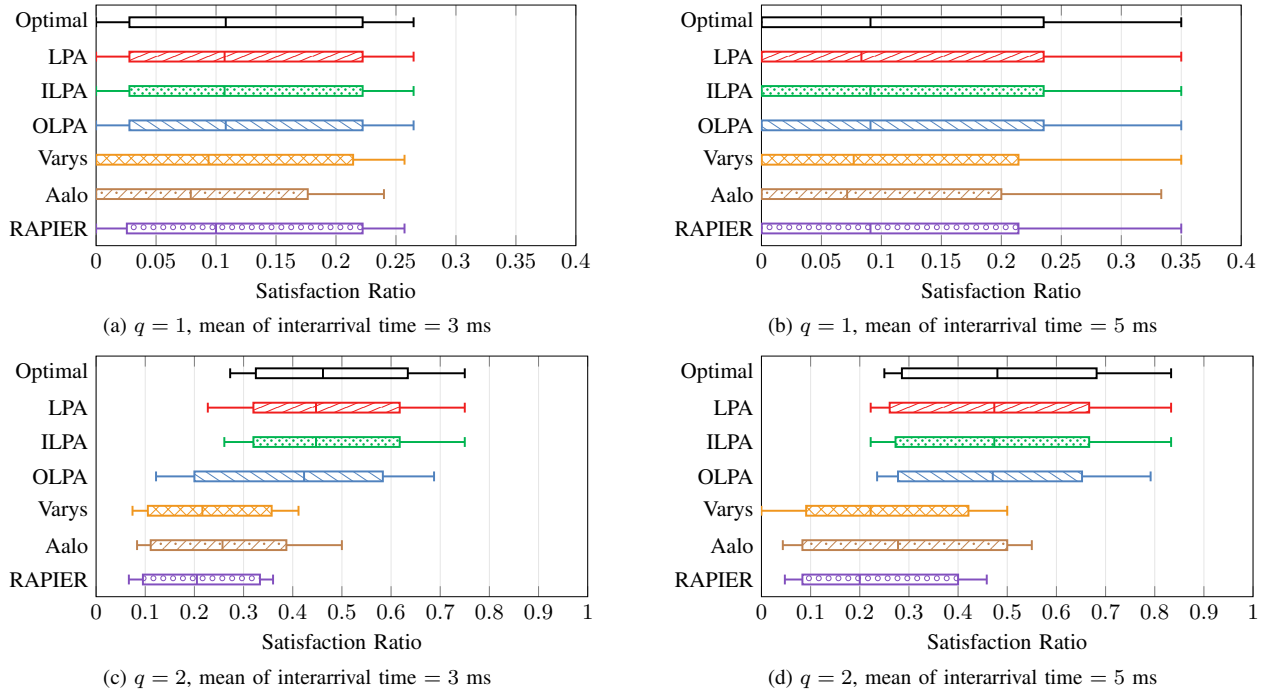 Optimal
LPA
ILPA
OLPA
Varys
Aalo
RAPIER
0 0.05 0.1 0.15 0.2 0.25 0.3 0.35 0.4
Satisfaction Ratio
(a) q = 1, mean of interarrival time = 3 ms
Optimal
LPA
ILPA
OLPA
Varys
Aalo
RAPIER
0 0.05 0.1 0.15 0.2 0.25 0.3 0.35 0.4
Satisfaction Ratio
(b) q = 1, mean of interarrival time = 5 ms
Optimal
LPA
ILPA
OLPA
Varys
Aalo
RAPIER
0 0.1 0.2 0.3 0.4 0.5 0.6 0.7 0.8 0.9 1
Satisfaction Ratio
(c) q = 2, mean of interarrival time = 3 ms
Optimal
LPA
ILPA
OLPA
Varys
Aalo
RAPIER
0 0.1 0.2 0.3 0.4 0.5 0.6 0.7 0.8 0.9 1
Satisfaction Ratio
(d) q = 2, mean of interarrival time = 5 ms